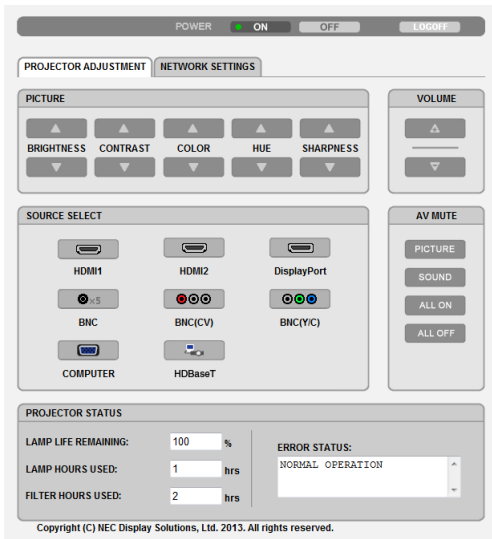 POWER ON OFF LOGOFF
PROJECTOR ADJUSTMENT NETWORK SETTINGS
PICTURE VOLUME
BRIGHTNESS CONTRAST COLOR HUE SHARPNESS
SOURCE SELECT AV MUTE
PICTURE
HDMI1 HDMI2 DisplayPort
SOUND
×5
ALL ON
BNC BNC(CV) BNC(Y/C)
ALL OFF
COMPUTER HDBaseT
PROJECTOR STATUS
LAMP LIFE REMAINING: 100 %
ERROR STATUS:
NORMAL OPERATION
LAMP HOURS USED: 1 hrs
FILTER HOURS USED: 2 hrs
Copyright (C) NEC Display Solutions, Ltd. 2013. All rights reserved.